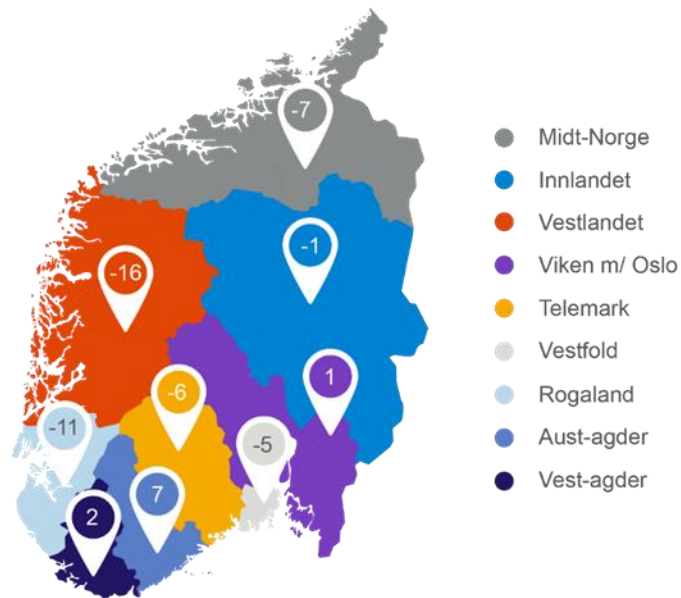 -7
-1
-16
1
-6
-11
-5
7
2
Midt-Norge
Innlandet
Vestlandet
Viken m/ Oslo
Telemark
Vestfold
Rogaland
Aust-agder
Vest-agder